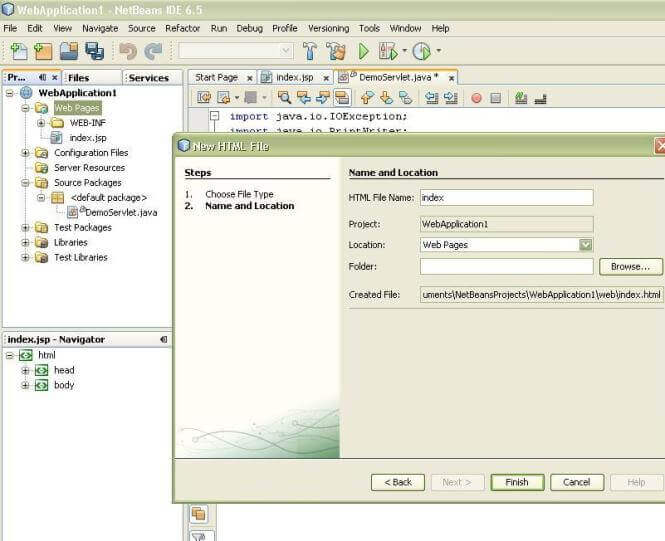 WebApplication1 - NetBeans IDE 6.5
File Edit View Navigate Source Refactor Run Debug Profile Versioning Tools Window Help
Pr... Files Services
Start Page index.jsp DemoServlet.java *
WebApplication1
Web Pages
WEB-INF
index.jsp
Configuration Files
Server Resources
Source Packages
<default package>
DemoServlet.java
Test Packages
Libraries
Test Libraries
import java.io.IOException;
import java.io.PrintWriter;
New HTML File
Steps
1. Choose File Type
2. Name and Location
Name and Location
HTML File Name: index
Project: WebApplication1
Location: Web Pages
Folder: Browse...
Created File: uments\NetBeansProjects\WebApplication1\web\index.html
< Back Next > Finish Cancel Help
index.jsp - Navigator
html
head
body